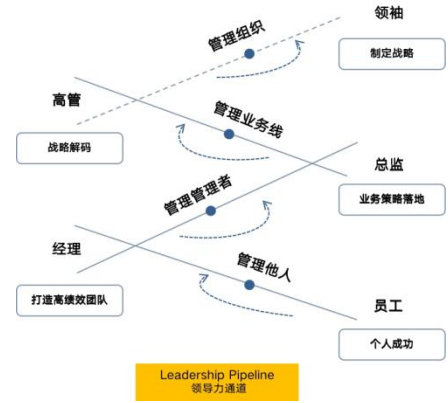 领袖
管理组织
制定战略
高管
管理业务线
战略解码
总监
管理管理者
业务策略落地
经理
管理他人
打造高绩效团队
员工
个人成功
Leadership Pipeline
领导力通道